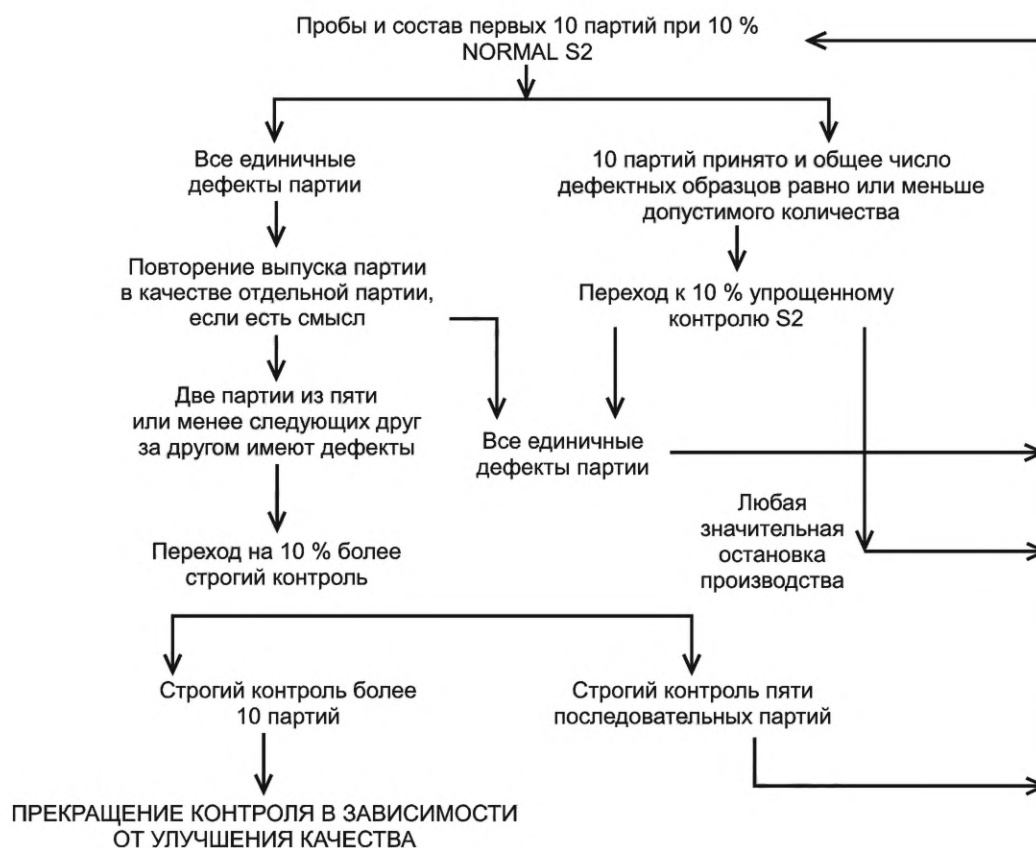 Пробы и состав первых 10 партий при 10 %
NORMAL S2
Все единичные
дефекты партии
10 партий принято и общее число
дефектных образцов равно или меньше
допустимого количества
Повторение выпуска партии
в качестве отдельной партии,
если есть смысл
Переход к 10 % упрощенному
контролю S2
Две партии из пяти
или менее следующих друг
за другом имеют дефекты
Все единичные
дефекты партии
Любая
значительная
остановка
производства
Переход на 10 % более
строгий контроль
Строгий контроль более
10 партий
Строгий контроль пяти
последовательных партий
ПРЕКРАЩЕНИЕ КОНТРОЛЯ В ЗАВИСИМОСТИ
ОТ УЛУЧШЕНИЯ КАЧЕСТВА